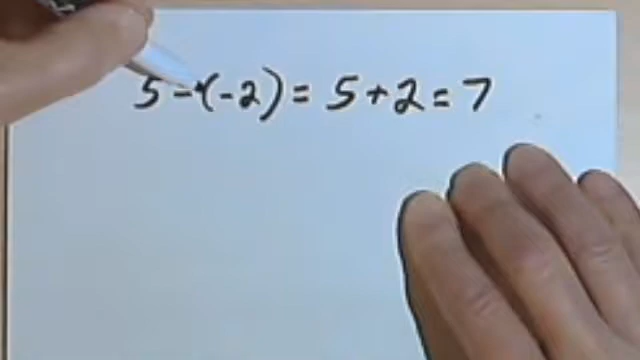 5 - (-2) = 5 + 2 = 7